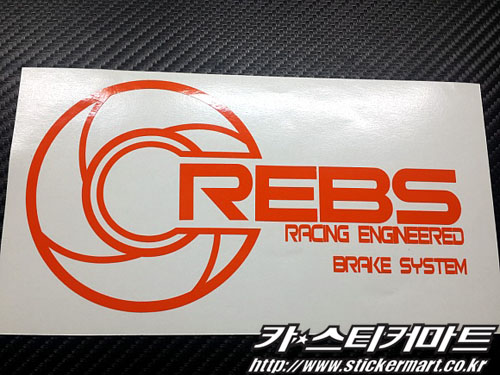 REBS
RACING ENGINEERED
BRAKE SYSTEM
카★스티커마트
http://www.stickermart.co.kr